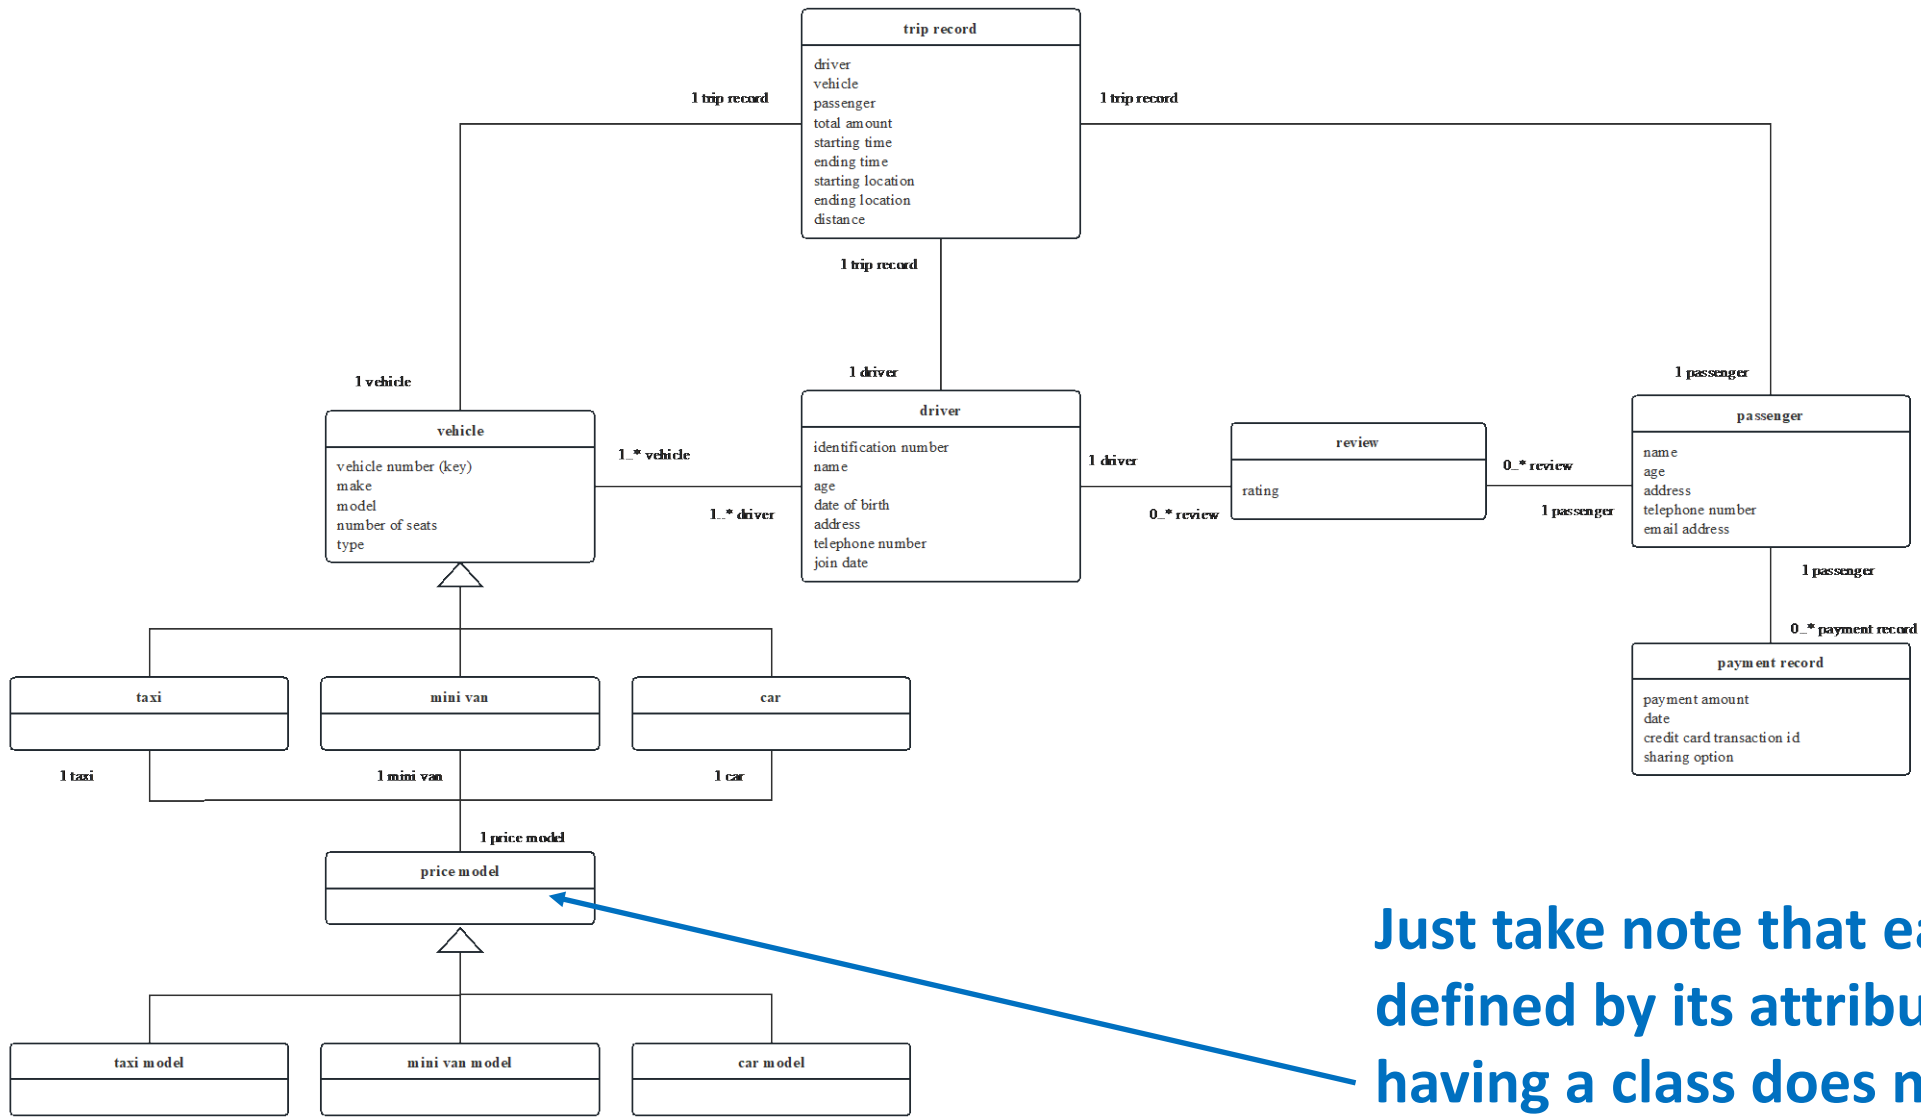 trip record
driver
vehicle
passenger
total amount
starting time
ending time
starting location
ending location
distance
1 trip record
1 trip record
1 trip record
1 vehicle
1 driver
1 passenger
vehicle
vehicle number (key)
make
model
number of seats
type
1..* vehicle
1..* driver
driver
identification number
name
age
date of birth
address
telephone number
join date
1 driver
0..* review
review
rating
0..* review
1 passenger
passenger
name
age
address
telephone number
email address
1 passenger
0..* payment record
payment record
payment amount
date
credit card transaction id
sharing option
taxi
mini van
car
1 taxi
1 mini van
1 car
1 price model
price model
taxi model
mini van model
car model
Just take note that ea
defined by its attribu
having a class does n